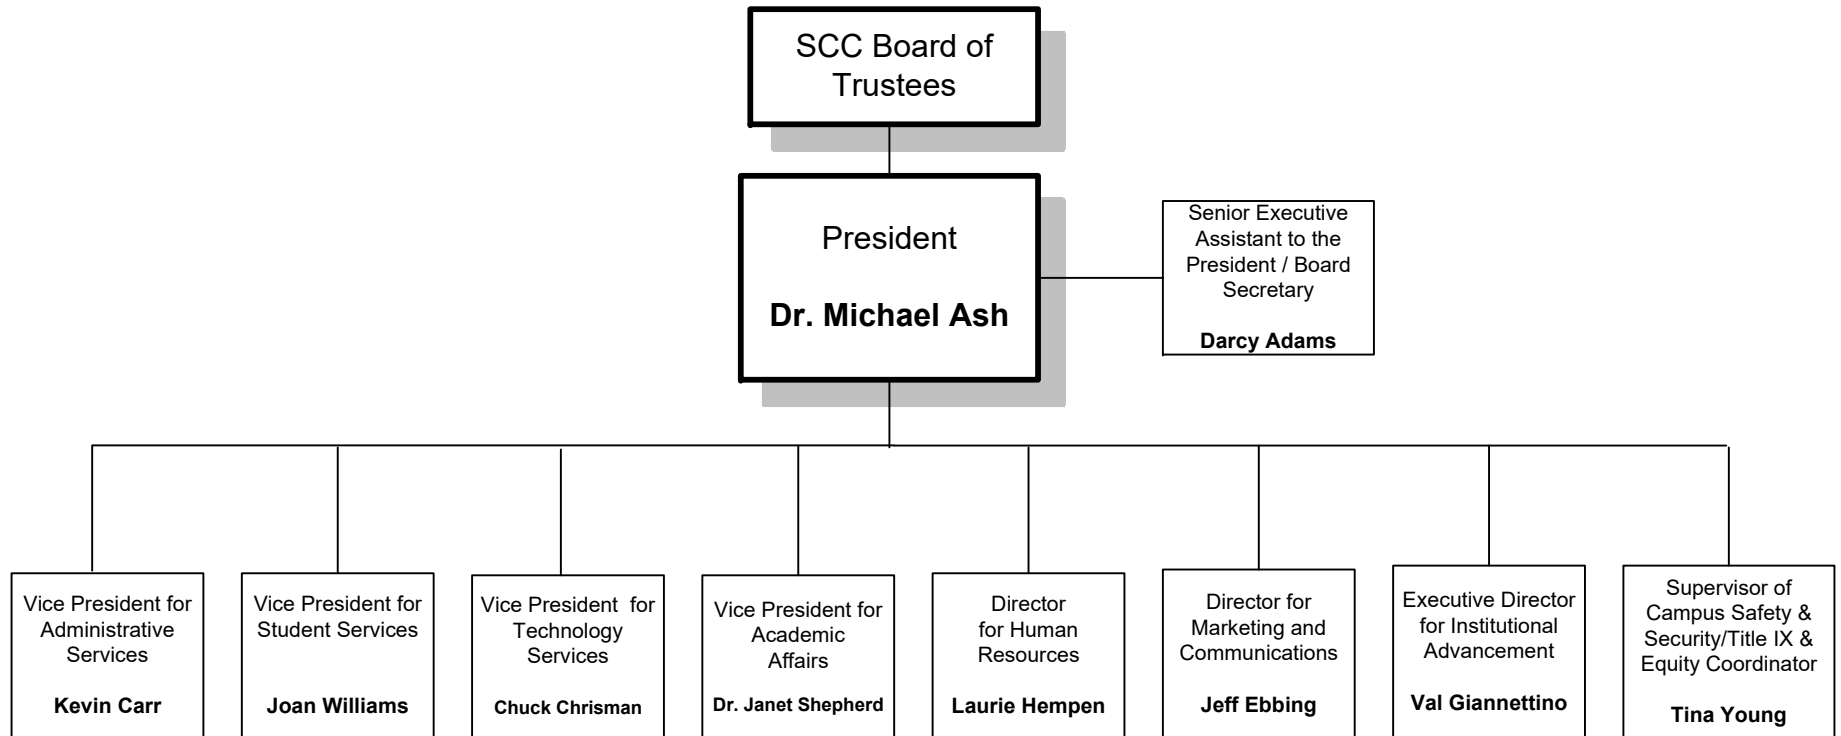 SCC Board of
Trustees
President
Dr. Michael Ash
Senior Executive
Assistant to the
President / Board
Secretary
Darcy Adams
Vice President for
Administrative
Services
Kevin Carr
Vice President for
Student Services
Joan Williams
Vice President  for
Technology
Services
Chuck Chrisman
Vice President for
Academic
Affairs
Dr. Janet Shepherd
Director
for Human
Resources
Laurie Hempen
Director for
Marketing and
Communications
Jeff Ebbing
Executive Director
for Institutional
Advancement
Val Giannettino
Supervisor of
Campus Safety &
Security/Title IX &
Equity Coordinator
Tina Young